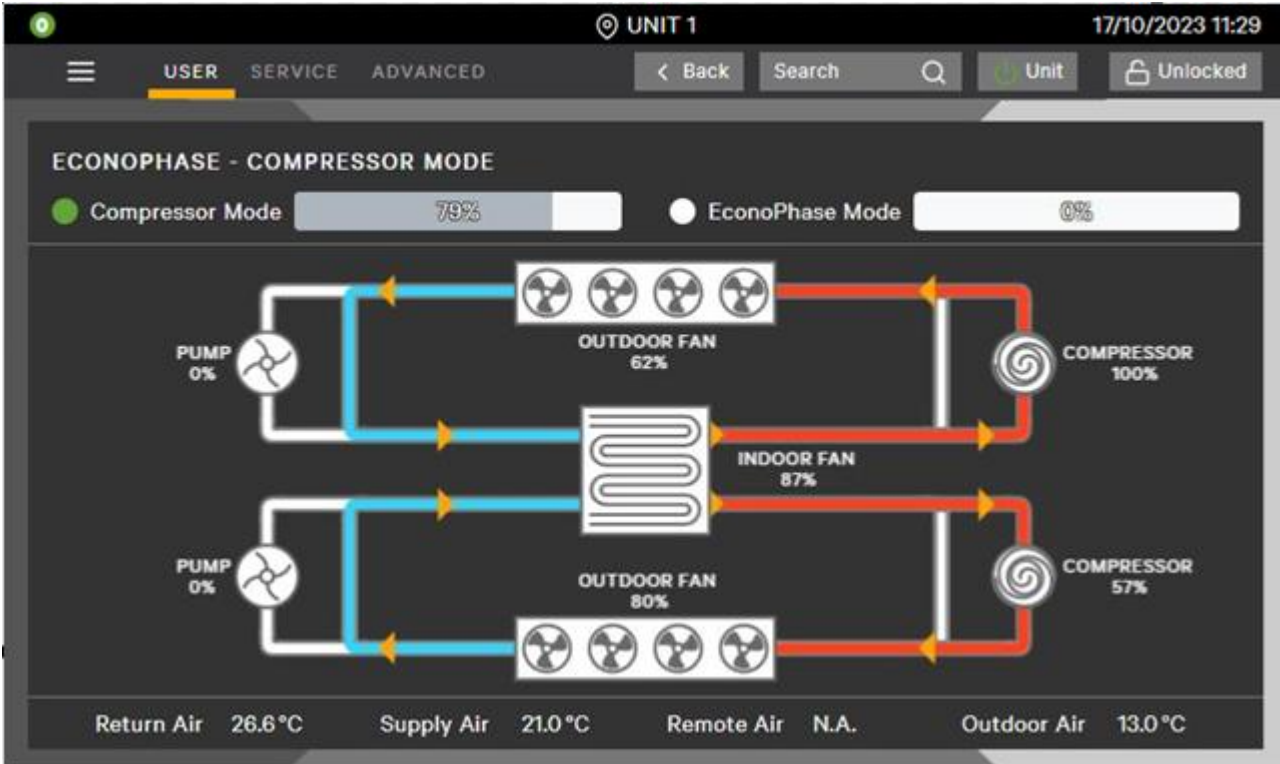 0
UNIT 1
17/10/2023 11:29
USER SERVICE ADVANCED
Back
Search
Unit
Unlocked
ECONOPHASE - COMPRESSOR MODE
Compressor Mode 79% EconoPhase Mode 0%
OUTDOOR FAN
62%
PUMP
0%
COMPRESSOR
100%
INDOOR FAN
87%
PUMP
0%
OUTDOOR FAN
80%
COMPRESSOR
57%
Return Air 26.6°C Supply Air 21.0°C Remote Air N.A. Outdoor Air 13.0°C